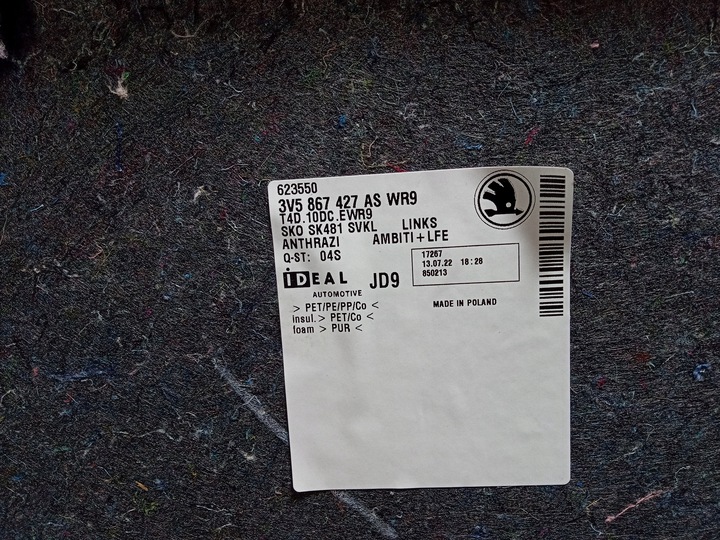 623550
3V5 867 427 AS WR9
T4D.10DC.EWR9
SKO SK481 SVKL LINKS
ANTHRAZI AMBITI+LFE
Q-ST: 04S
17267
13.07.22 18:28
850213
iDEAL JD9
AUTOMOTIVE
> PET/PE/PP/Co <
MADE IN POLAND
insul.> PET/Co <
foam > PUR <